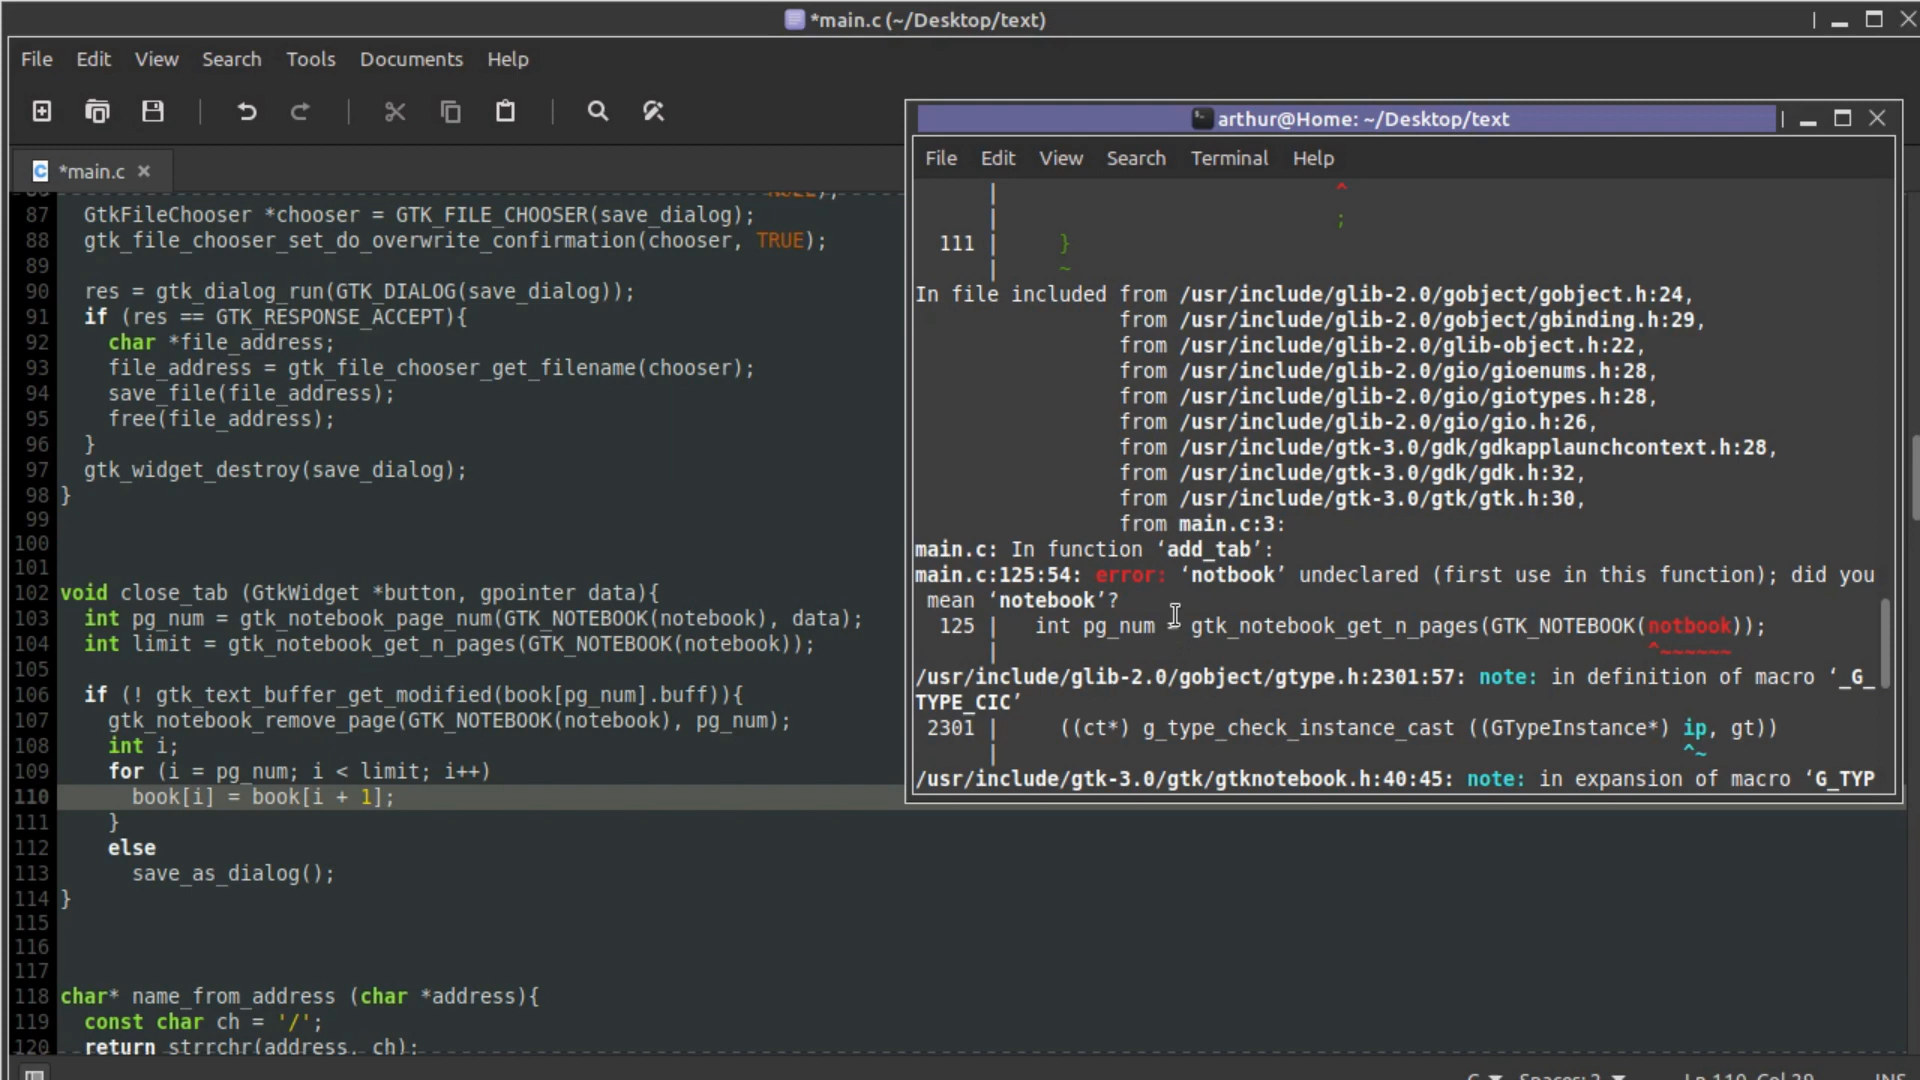 *main.c (~/Desktop/text)
File Edit View Search Tools Documents Help
*main.c
87 GtkFileChooser *chooser = GTK_FILE_CHOOSER(save_dialog);
88 gtk_file_chooser_set_do_overwrite_confirmation(chooser, TRUE);
89
90 res = gtk_dialog_run(GTK_DIALOG(save_dialog));
91 if (res == GTK_RESPONSE_ACCEPT){
92 char *file_address;
93 file_address = gtk_file_chooser_get_filename(chooser);
94 save_file(file_address);
95 free(file_address);
96 }
97 gtk_widget_destroy(save_dialog);
98 }
99
100
101
102 void close_tab (GtkWidget *button, gpointer data){
103 int pg_num = gtk_notebook_page_num(GTK_NOTEBOOK(notebook), data);
104 int limit = gtk_notebook_get_n_pages(GTK_NOTEBOOK(notebook));
105
106 if (! gtk_text_buffer_get_modified(book[pg_num].buff)){
107 gtk_notebook_remove_page(GTK_NOTEBOOK(notebook), pg_num);
108 int i;
109 for (i = pg_num; i < limit; i++)
110 book[i] = book[i + 1];
111 }
112 else
113 save_as_dialog();
114 }
115
116
117
118 char* name_from_address (char *address){
119 const char ch = '/';
120 return strrchr(address, ch);
arthur@Home: ~/Desktop/text
File Edit View Search Terminal Help
| ^
| ;
111 | }
| ~
In file included from /usr/include/glib-2.0/gobject/gobject.h:24,
from /usr/include/glib-2.0/gobject/gbinding.h:29,
from /usr/include/glib-2.0/glib-object.h:22,
from /usr/include/glib-2.0/gio/gioenums.h:28,
from /usr/include/glib-2.0/gio/giotypes.h:28,
from /usr/include/glib-2.0/gio/gio.h:26,
from /usr/include/gtk-3.0/gdk/gdkapplaunchcontext.h:28,
from /usr/include/gtk-3.0/gdk/gdk.h:32,
from /usr/include/gtk-3.0/gtk/gtk.h:30,
from main.c:3:
main.c: In function ‘add_tab’:
main.c:125:54: error: ‘notbook’ undeclared (first use in this function); did you
mean ‘notebook’?
125 | int pg_num = gtk_notebook_get_n_pages(GTK_NOTEBOOK(notbook));
| ^~~~~~~
/usr/include/glib-2.0/gobject/gtype.h:2301:57: note: in definition of macro ‘_G_
TYPE_CIC’
2301 | ((ct*) g_type_check_instance_cast ((GTypeInstance*) ip, gt))
| ^~
/usr/include/gtk-3.0/gtk/gtknotebook.h:40:45: note: in expansion of macro ‘G_TYP